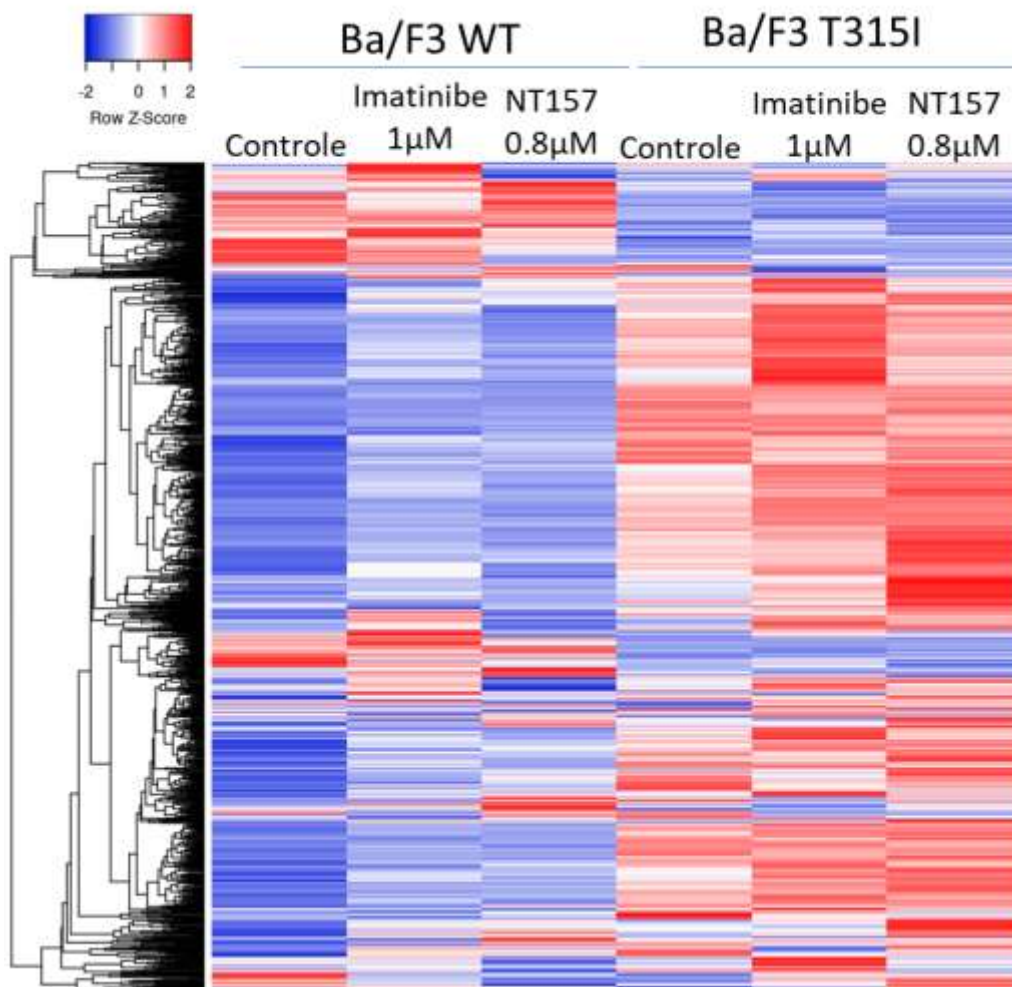 Ba/F3 WT
Ba/F3 T315I
-2 0 1 2
Row Z-Score
Controle
Imatinibe
1µM
NT157
0.8µM
Controle
Imatinibe
1µM
NT157
0.8µM